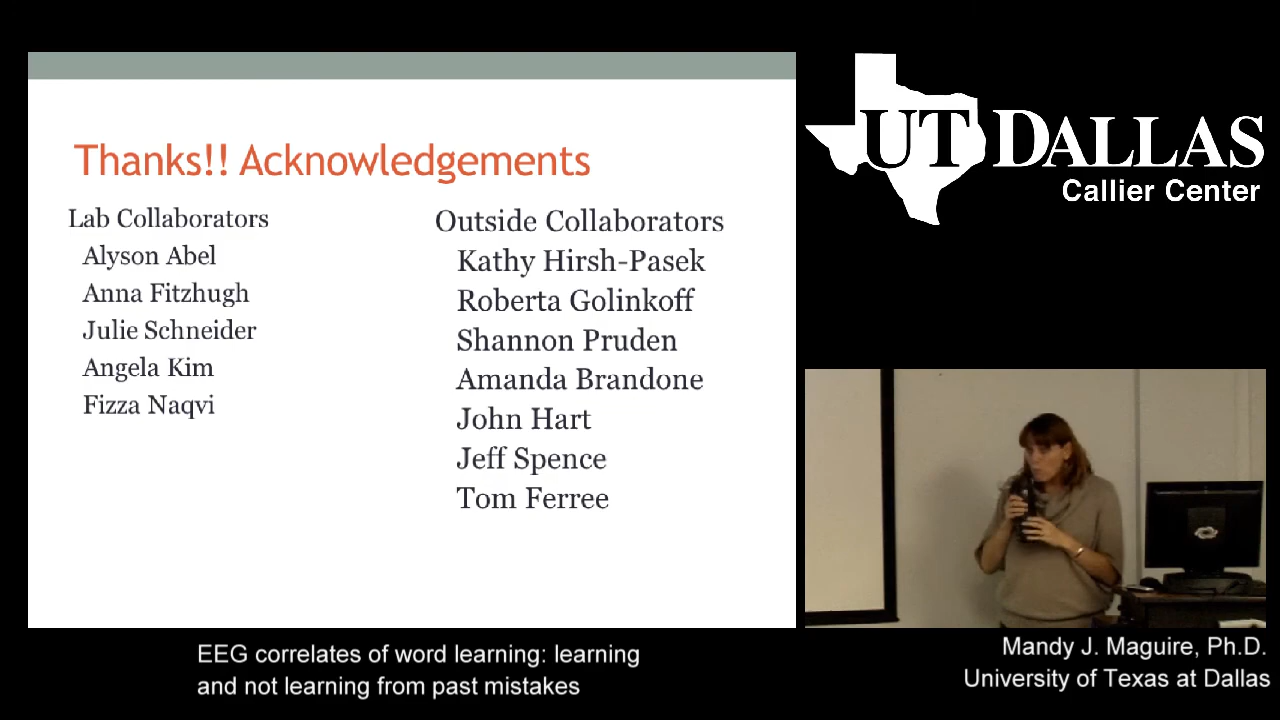 Thanks!! Acknowledgements
Lab Collaborators
Alyson Abel
Anna Fitzhugh
Julie Schneider
Angela Kim
Fizza Naqvi
Outside Collaborators
Kathy Hirsh-Pasek
Roberta Golinkoff
Shannon Pruden
Amanda Brandone
John Hart
Jeff Spence
Tom Ferree
UT DALLAS
Callier Center
EEG correlates of word learning: learning
and not learning from past mistakes
Mandy J. Maguire, Ph.D.
University of Texas at Dallas